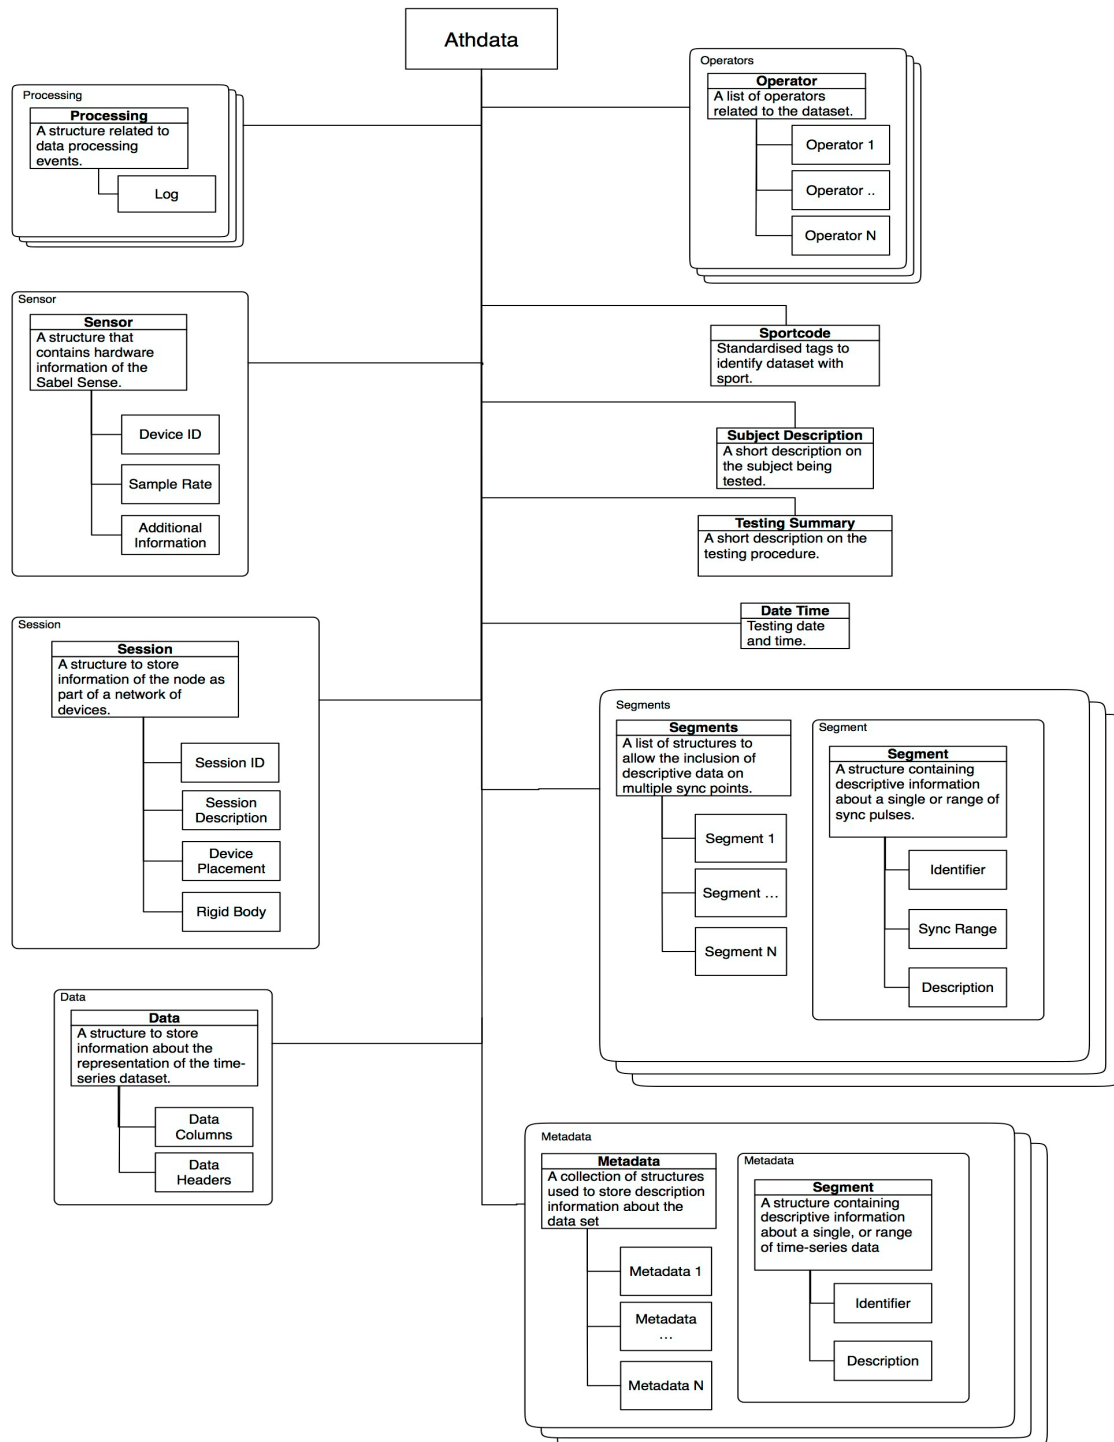 Athdata
Processing
Processing
A structure related to
data processing
events.
Log
Operators
Operator
A list of operators
related to the dataset.
Operator 1
Operator ..
Operator N
Sensor
Sensor
A structure that
contains hardware
information of the
Sabel Sense.
Device ID
Sample Rate
Additional
Information
Sportcode
Standardised tags to
identify dataset with
sport.
Subject Description
A short description on
the subject being
tested.
Testing Summary
A short description on the
testing procedure.
Date Time
Testing date
and time.
Session
Session
A structure to store
information of the node as
part of a network of
devices.
Session ID
Session
Description
Device
Placement
Rigid Body
Segments
Segments
A list of structures to
allow the inclusion of
descriptive data on
multiple sync points.
Segment 1
Segment ...
Segment N
Segment
Segment
A structure containing
descriptive information
about a single or range of
sync pulses.
Identifier
Sync Range
Description
Data
Data
A structure to store
information about the
representation of the time-
series dataset.
Data
Columns
Data
Headers
Metadata
Metadata
A collection of structures
used to store description
information about the
data set
Metadata 1
Metadata
...
Metadata N
Metadata
Segment
A structure containing
descriptive information
about a single, or range
of time-series data
Identifier
Description